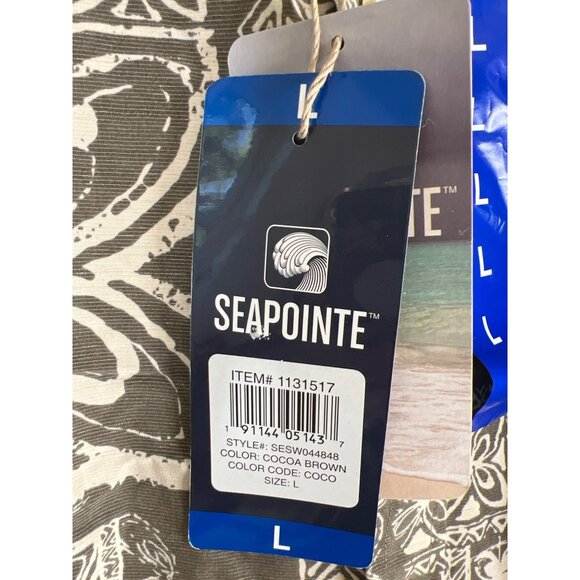 L
SEAPOINTE™
ITEM# 1131517
1 91144 05143 7
STYLE#: SESW044848
COLOR: COCOA BROWN
COLOR CODE: COCO
SIZE: L
L
TE™
L
L
L
L
L